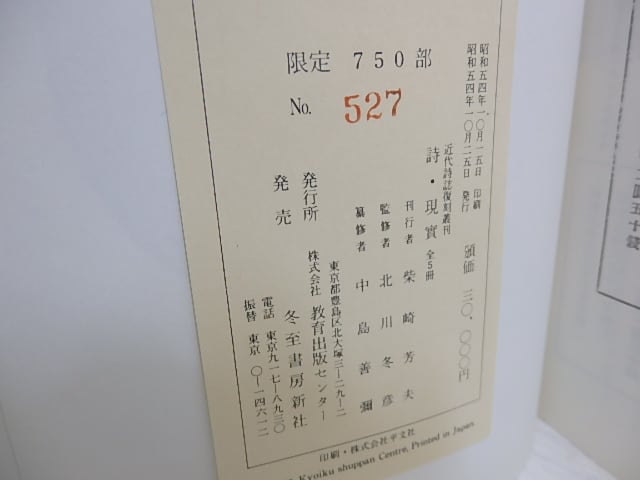 限定 750部
No. 527
昭和五四年一〇月一五日 印刷
昭和五四年一〇月二五日 発行
頒価 三〇、〇〇〇円
近代詩誌復刻叢刊
詩・現實 全5冊
刊行者 柴崎芳夫
監修者 北川冬彦
纂修者 中島善彌
発行所 株式会社 教育出版センター
東京都豊島区北大塚三―二九―二
発売 冬至書房新社
電話 東京九一七―八九三〇
振替 東京 〇―一四六一二
印刷・株式会社平文社
Kyoiku shuppan Centre, Printed in Japan